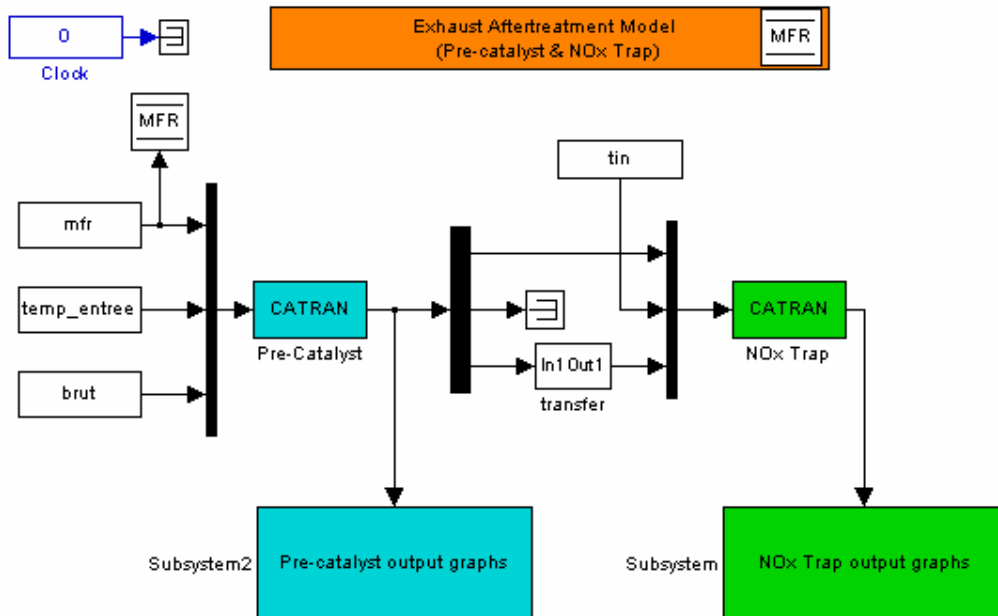 0
Clock
Exhaust Aftertreatment Model
(Pre-catalyst & NOx Trap)
MFR
MFR
mfr
temp_entree
brut
CATRAN
Pre-Catalyst
tin
In1 Out1
transfer
CATRAN
NOx Trap
Subsystem2
Pre-catalyst output graphs
Subsystem
NOx Trap output graphs